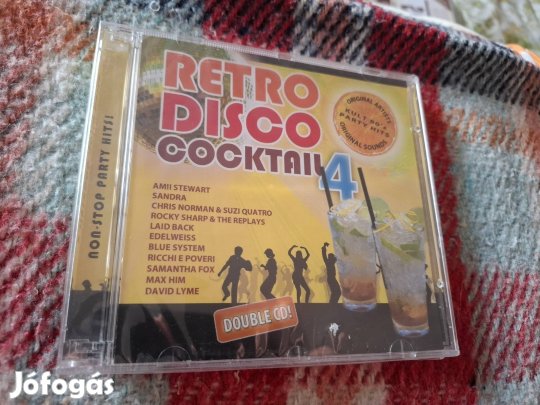 NON-STOP PARTY HITS!
RETRO
DISCO
COCKTAIL
4
ORIGINAL ARTISTS
KULT 80'S
PARTY HITS
ORIGINAL SOUNDS
AMII STEWART
SANDRA
CHRIS NORMAN & SUZI QUATRO
ROCKY SHARP & THE REPLAYS
LAID BACK
EDELWEISS
BLUE SYSTEM
RICCHI E POVERI
SAMANTHA FOX
MAX HIM
DAVID LYME
DOUBLE CD!
Jófogás